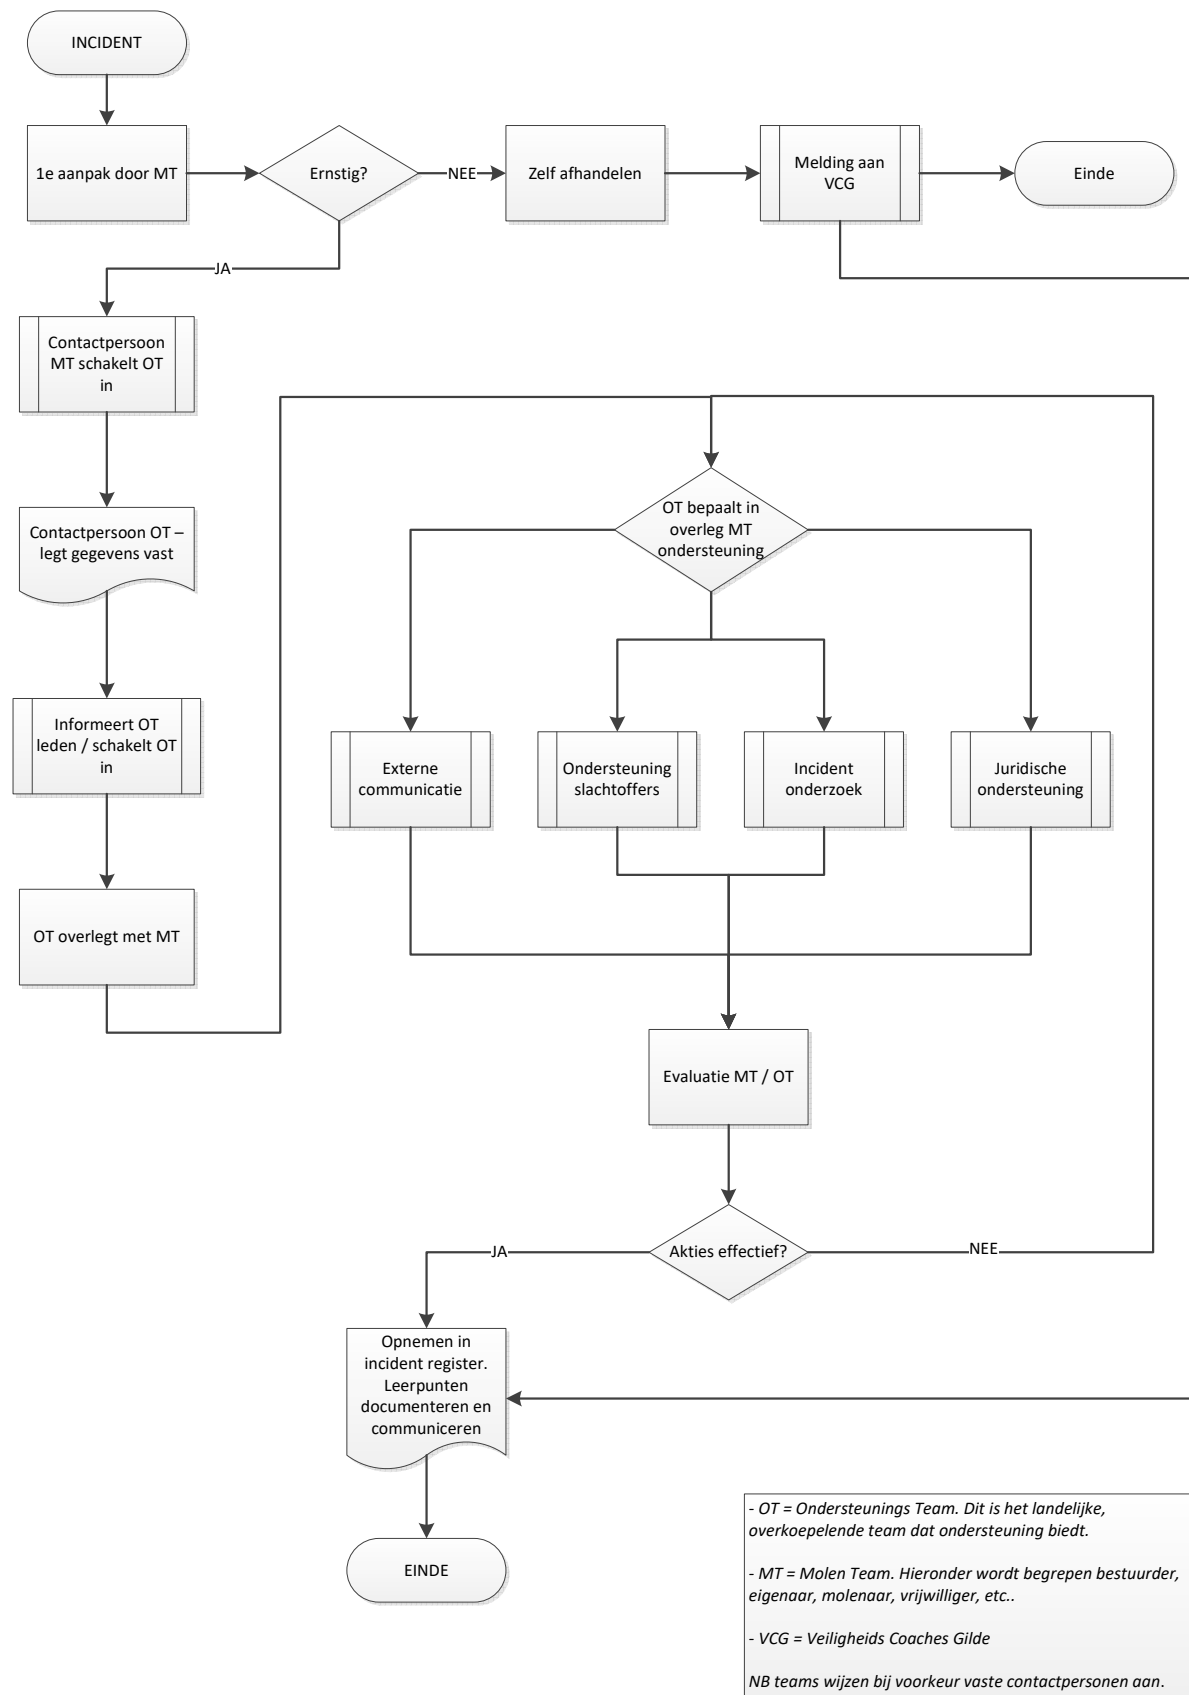 INCIDENT
1e aanpak door MT
Ernstig?
NEE
Zelf afhandelen
Melding aan
VCG
Einde
JA
Contactpersoon
MT schakelt OT
in
Contactpersoon OT –
legt gegevens vast
Informeert OT
leden / schakelt OT
in
OT overlegt met MT
OT bepaalt in
overleg MT
ondersteuning
Externe
communicatie
Ondersteuning
slachtoffers
Incident
onderzoek
Juridische
ondersteuning
Evaluatie MT / OT
Akties effectief?
JA
NEE
Opnemen in
incident register.
Leerpunten
documenteren en
communiceren
EINDE
- OT = Ondersteunings Team. Dit is het landelijke,
overkoepelende team dat ondersteuning biedt.
- MT = Molen Team. Hieronder wordt begrepen bestuurder,
eigenaar, molenaar, vrijwilliger, etc..
- VCG = Veiligheids Coaches Gilde
NB teams wijzen bij voorkeur vaste contactpersonen aan.